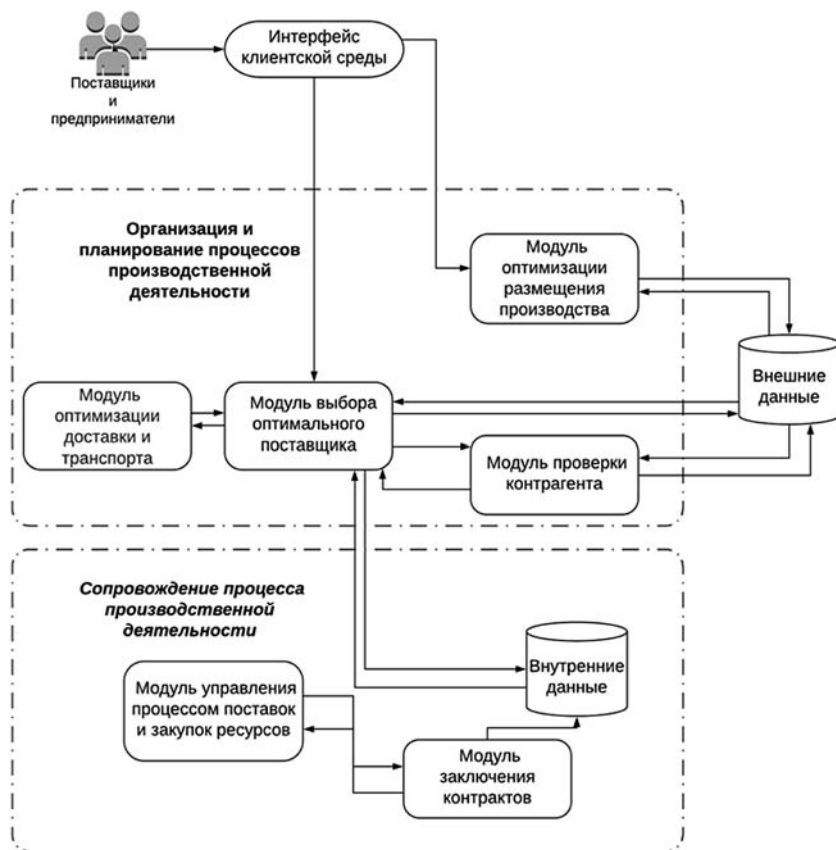 Поставщики
и
предприниматели
Интерфейс
клиентской среды
Организация и
планирование процессов
производственной
деятельности
Модуль
оптимизации
размещения
производства
Внешние
данные
Модуль
оптимизации
доставки и
транспорта
Модуль выбора
оптимального
поставщика
Модуль проверки
контрагента
Сопровождение процесса
производственной
деятельности
Внутренние
данные
Модуль управления
процессом поставок
и закупок ресурсов
Модуль
заключения
контрактов